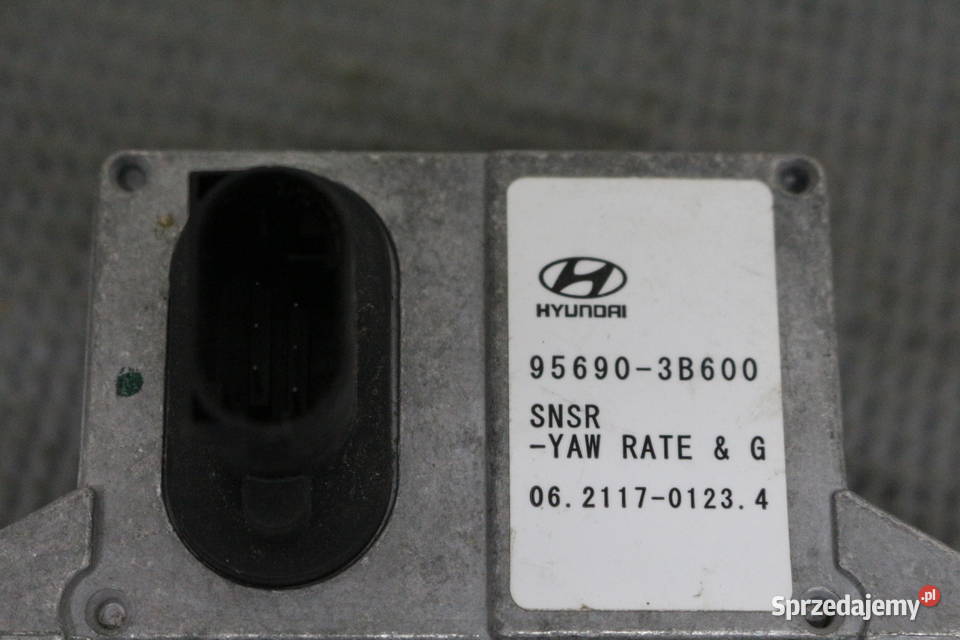 HYUNDAI
95690-3B600
SNSR
-YAW RATE & G
06.2117-0123.4
Sprzedajemy.pl